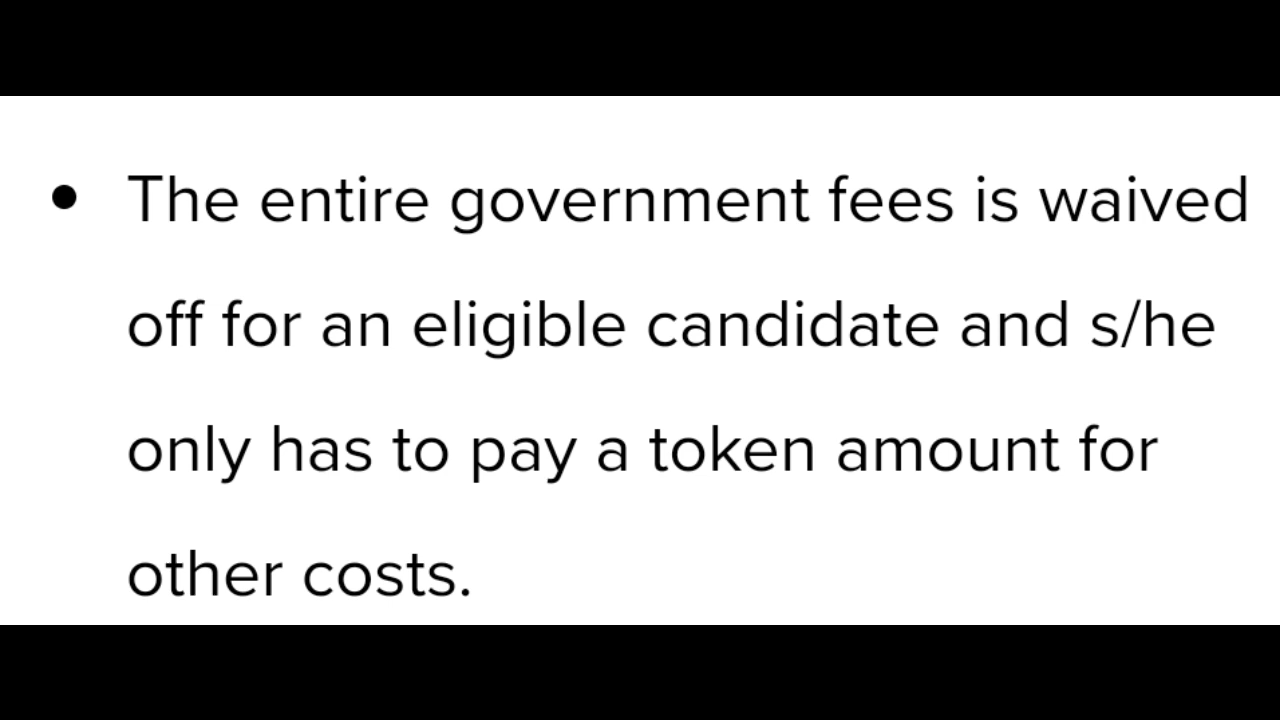 • The entire government fees is waived
off for an eligible candidate and s/he
only has to pay a token amount for
other costs.